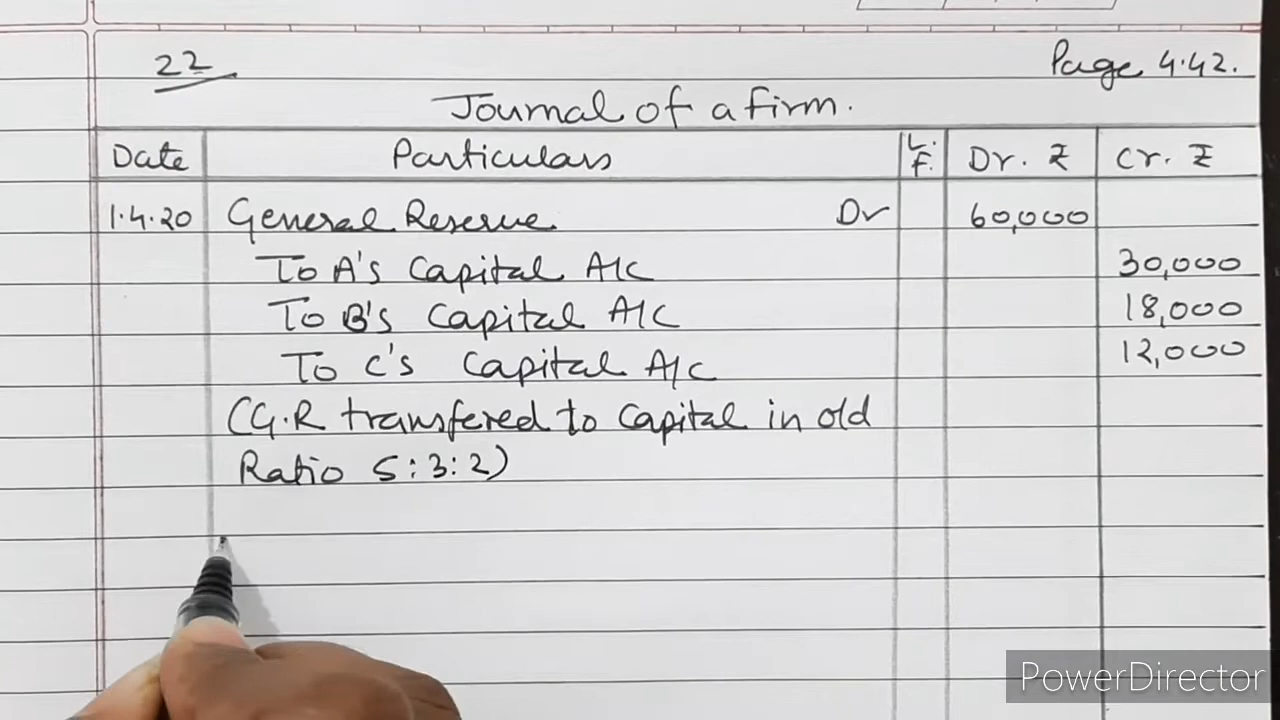 22
Page 4.42.
Journal of a firm.
Date Particulars L.F. Dr. ₹ Cr. ₹
1.4.20 General Reserve Dr 60,000
To A's Capital A/C 30,000
To B's Capital A/C 18,000
To C's Capital A/C 12,000
(G.R transfered to Capital in old
Ratio 5:3:2)
PowerDirector